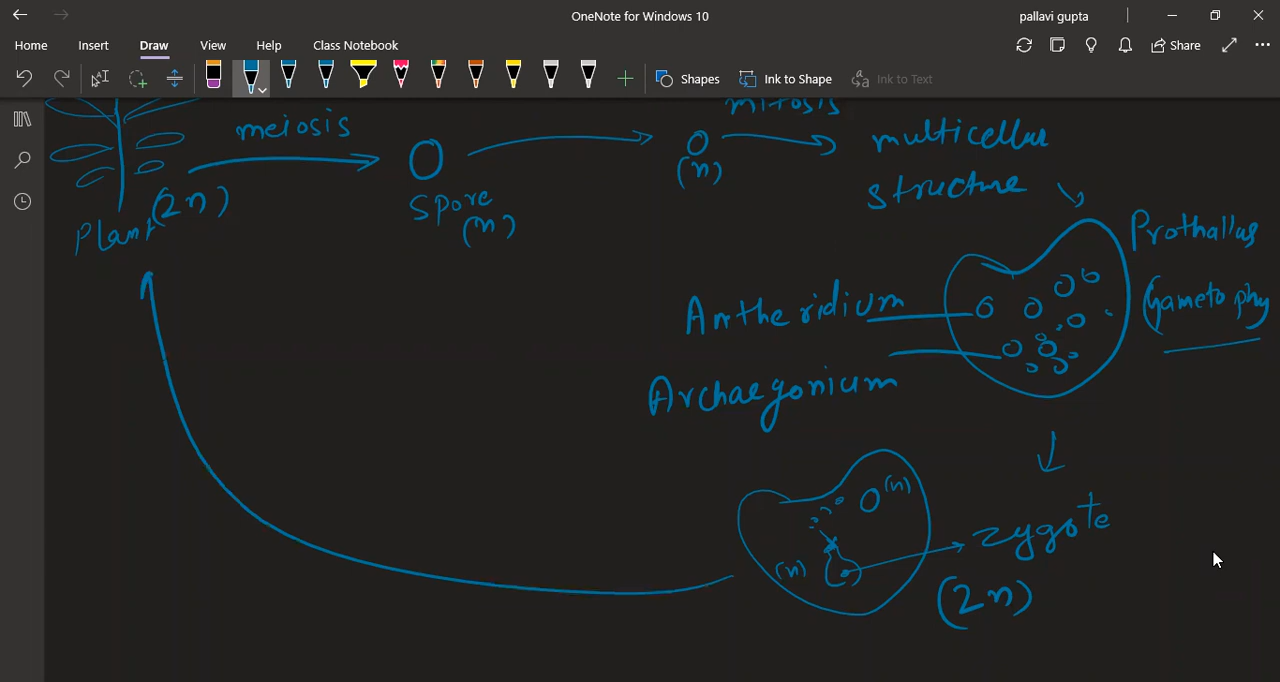 OneNote for Windows 10
pallavi gupta
Home Insert Draw View Help Class Notebook
Share
Shapes Ink to Shape Ink to Text
meiosis
mitosis
O
Spore
(n)
(n)
multicellur
structure
Plant (2n)
Prothallus
(Gametophy
Antheridium
Archaegonium
(n)
(n)
zygote
(2n)